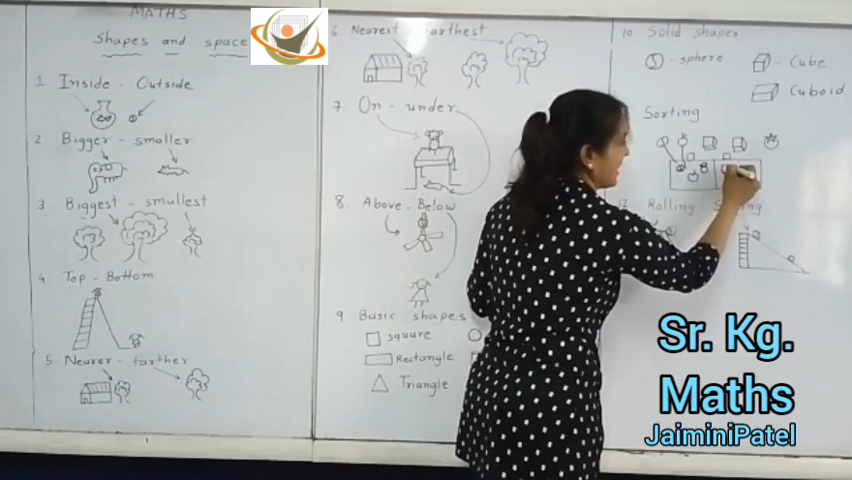 MATHS
Shapes and space
1 Inside - Outside
2 Bigger - smaller
3 Biggest - smallest
4 Top - Bottom
5 Nearer - farther
6 Nearest farthest
7 On - under
8. Above - Below
9 Basic shapes
square
Rectangle
Triangle
10. Solid shapes
- sphere
- Cube
Cuboid
Sorting
12 Rolling
Sr. Kg.
Maths
JaiminiPatel